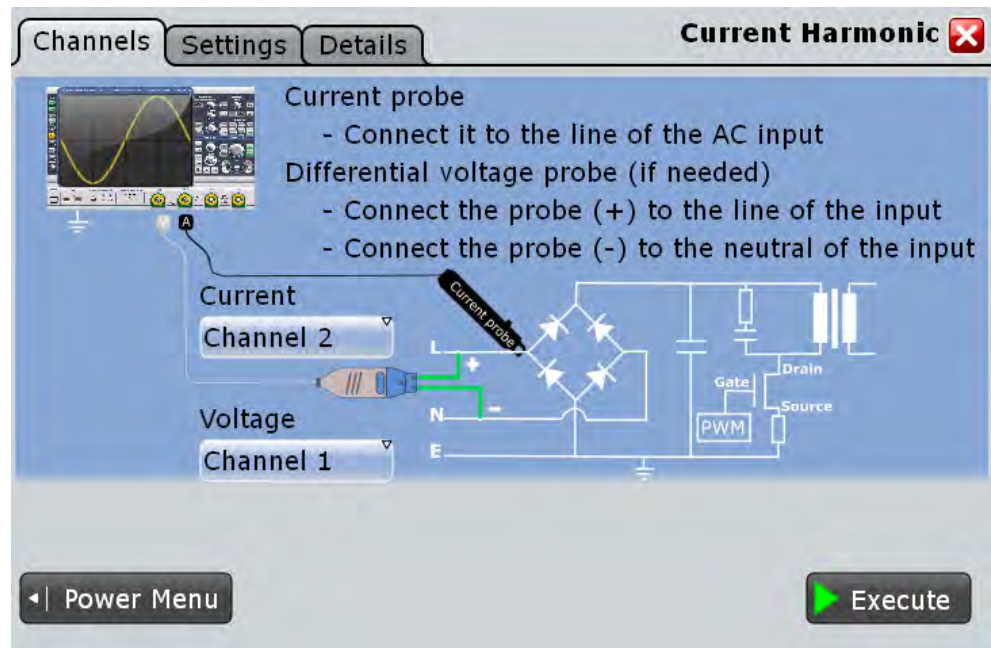 Channels
Settings
Details
Current Harmonic
Current probe
- Connect it to the line of the AC input
Differential voltage probe (if needed)
- Connect the probe (+) to the line of the input
- Connect the probe (-) to the neutral of the input
A
Current
Channel 2
Current probe
L
+
N
-
E
Voltage
Channel 1
Gate
Drain
Source
PWM
Power Menu
Execute